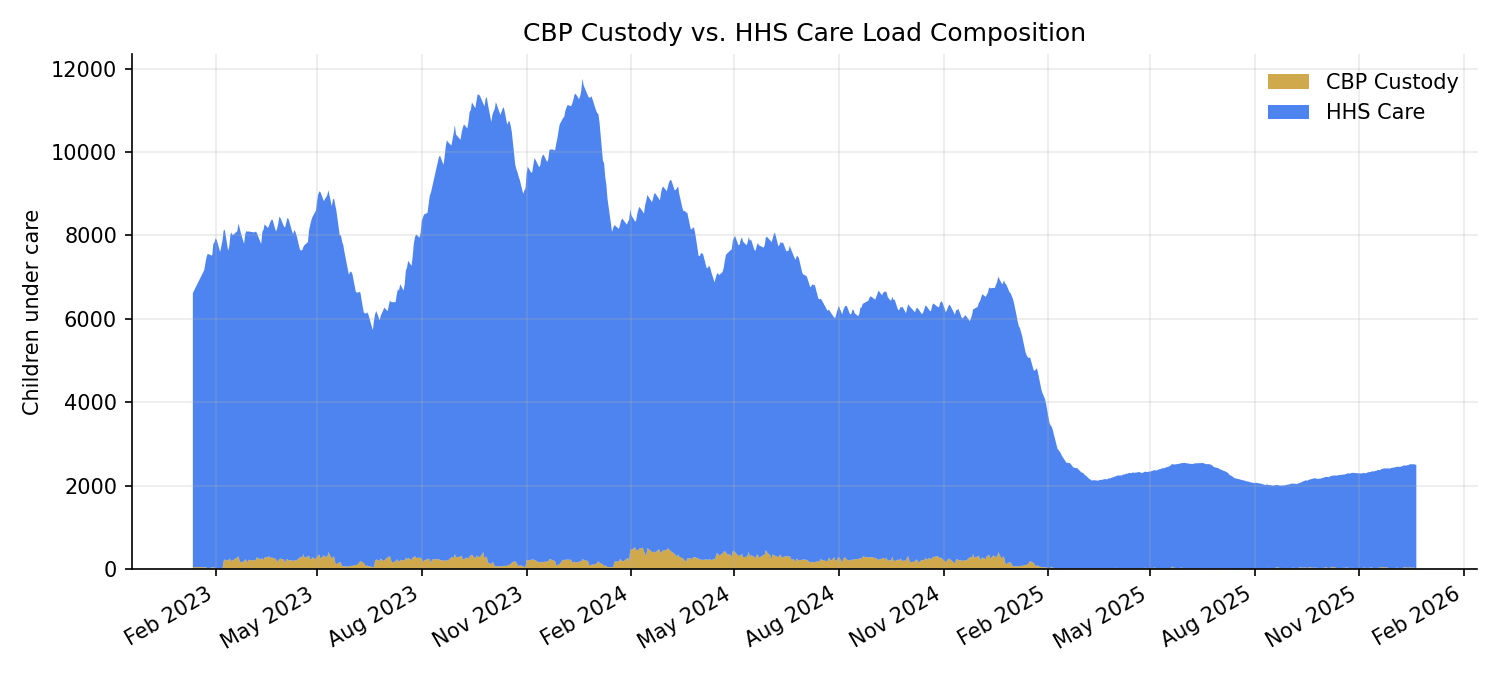 CBP Custody vs. HHS Care Load Composition
CBP Custody
HHS Care
Children under care
12000
10000
8000
6000
4000
2000
0
Feb 2023
May 2023
Aug 2023
Nov 2023
Feb 2024
May 2024
Aug 2024
Nov 2024
Feb 2025
May 2025
Aug 2025
Nov 2025
Feb 2026